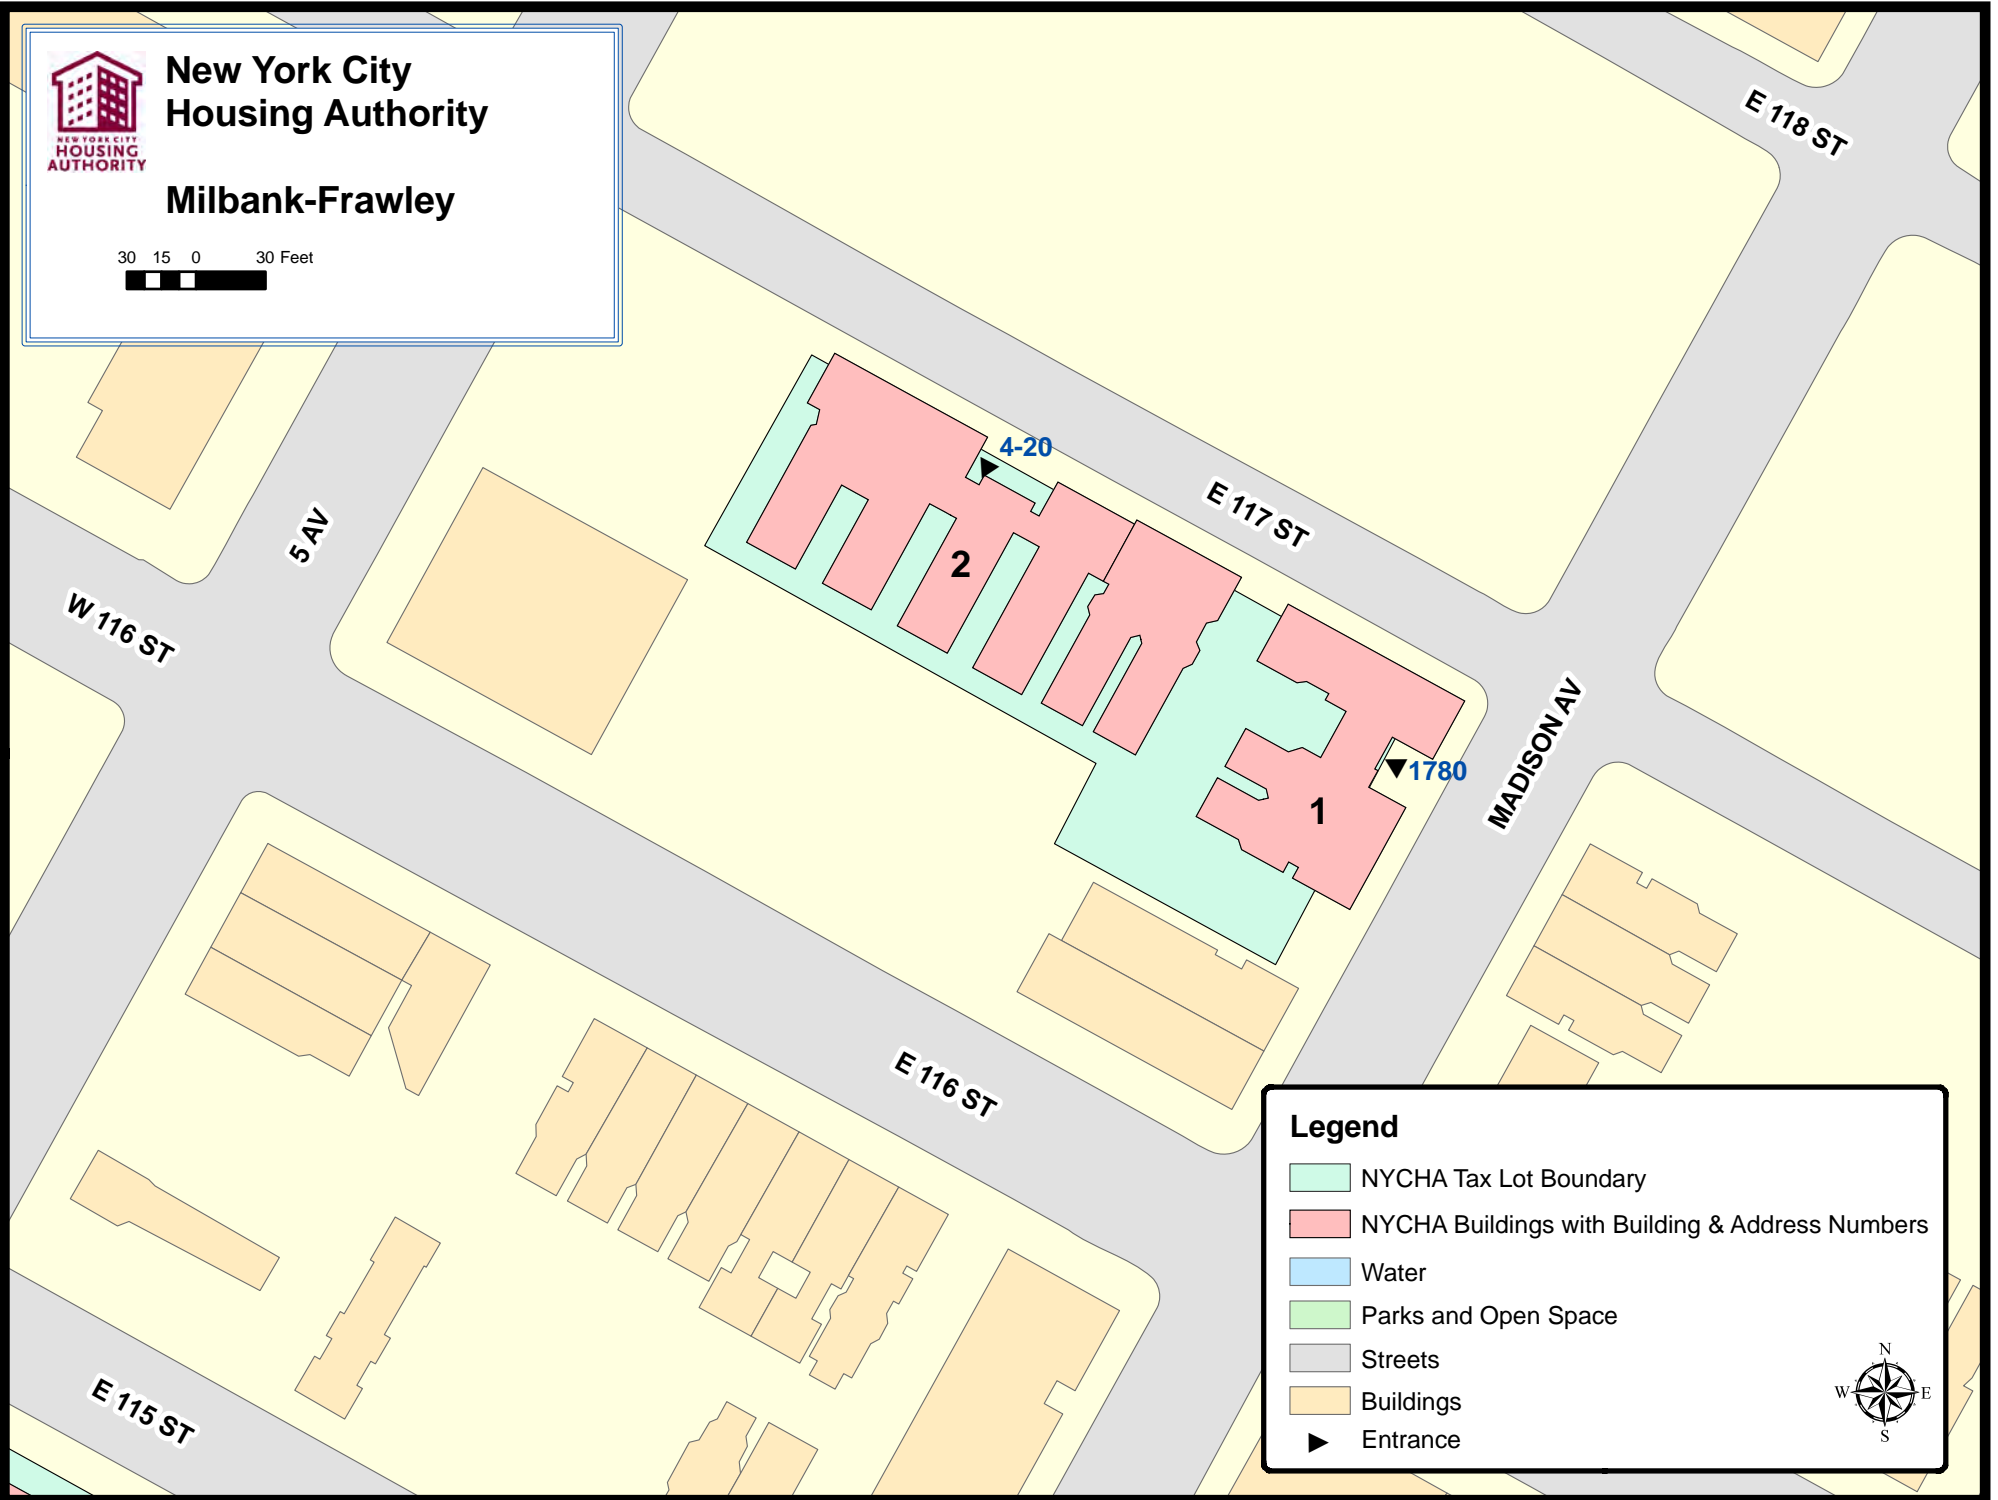 New York City
Housing Authority
NEW YORK CITY
HOUSING
AUTHORITY
Milbank-Frawley
30 15 0 30 Feet
E 118 ST
4-20
E 117 ST
5 AV
2
W 116 ST
MADISON AV
1780
1
E 116 ST
E 115 ST
Legend
NYCHA Tax Lot Boundary
NYCHA Buildings with Building & Address Numbers
Water
Parks and Open Space
Streets
Buildings
Entrance
N
W E
S